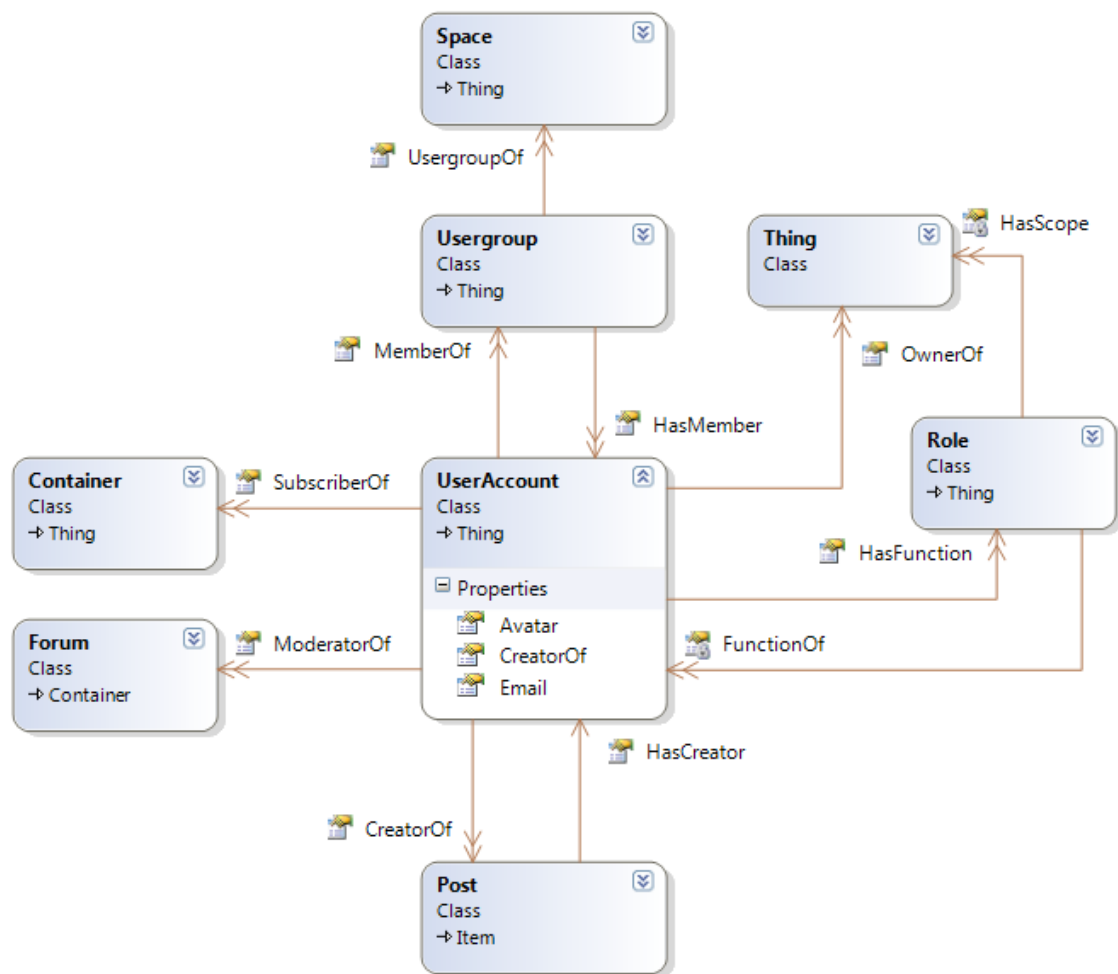 Space
Class
Thing
UsergroupOf
Usergroup
Class
Thing
Thing
Class
HasScope
MemberOf
OwnerOf
HasMember
Role
Class
Thing
Container
Class
Thing
SubscriberOf
UserAccount
Class
Thing
Properties
Avatar
CreatorOf
Email
HasFunction
Forum
Class
Container
ModeratorOf
FunctionOf
HasCreator
CreatorOf
Post
Class
Item